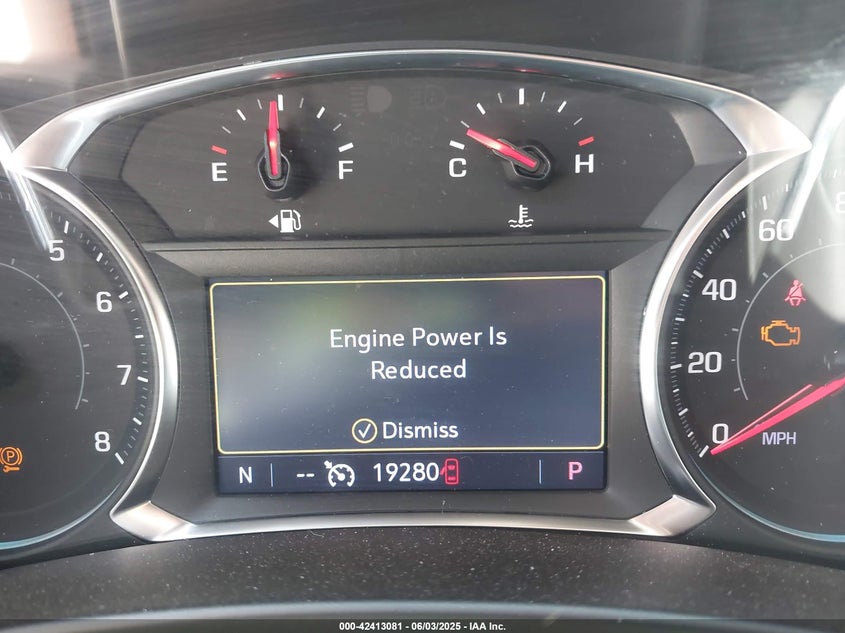 E F
C H
5
6
7
8
60
40
20
0
MPH
Engine Power Is
Reduced
Dismiss
N -- 19280 P
P
000-42413081 - 06/03/2025 - IAA Inc.